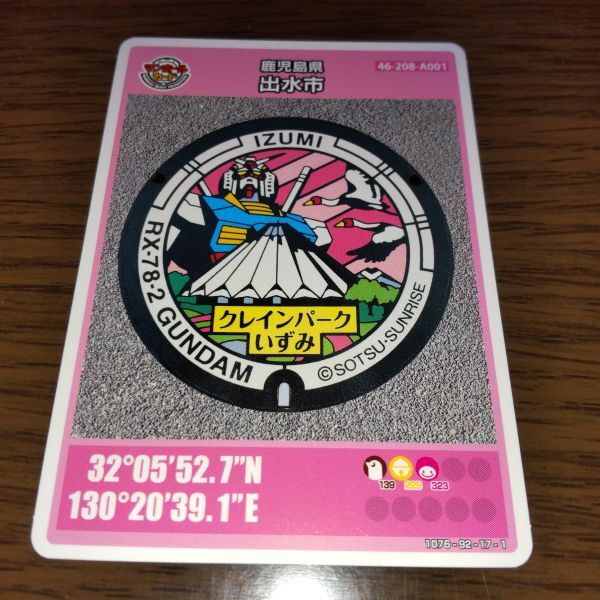 鹿児島県
出水市
46-208-A001
IZUMI
RX-78-2 GUNDAM
クレインパーク
いずみ
©SOTSU・SUNRISE
32°05'52.7"N
130°20'39.1"E
139 228 323
1076-92-17-1